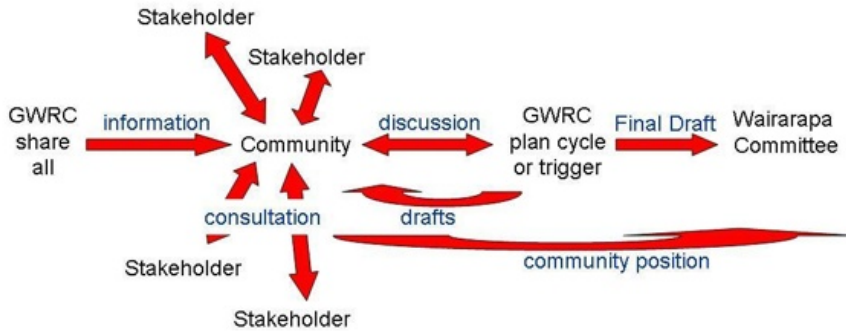 Stakeholder
Stakeholder
GWRC
share
all
information
Community
discussion
GWRC
plan cycle
or trigger
Final Draft
Wairarapa
Committee
consultation
drafts
Stakeholder
community position
Stakeholder